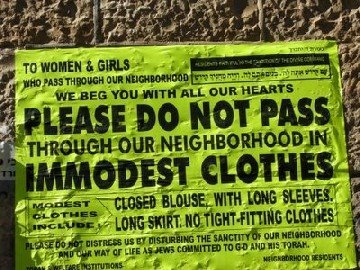 TO WOMEN & GIRLS
WHO PASS THROUGH OUR NEIGHBORHOOD
WE BEG YOU WITH ALL OUR HEARTS
PLEASE DO NOT PASS
THROUGH OUR NEIGHBORHOOD IN
IMMODEST CLOTHES
MODEST
CLOTHES
INCLUDE:
CLOSED BLOUSE, WITH LONG SLEEVES,
LONG SKIRT. NO TIGHT-FITTING CLOTHES
PLEASE DO NOT DISTRESS US BY DISTURBING THE SANCTITY OF OUR NEIGHBORHOOD
AND OUR WAY OF LIFE AS JEWS COMMITTED TO G-D AND HIS TORAH.
NEIGHBORHOOD RESIDENTS
INSTITUTIONS